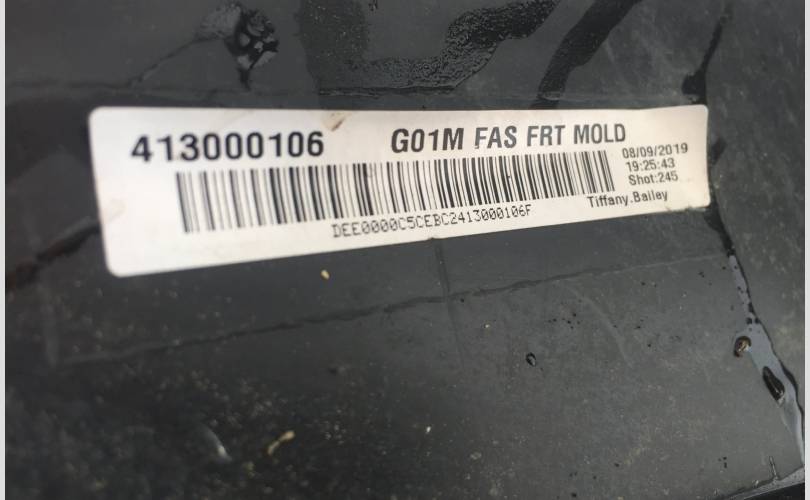 413000106 G01M FAS FRT MOLD
08/09/2019
19:25:43
Shot:245
Tiffany.Bailey
DEE0000C5CEBC2413000106F